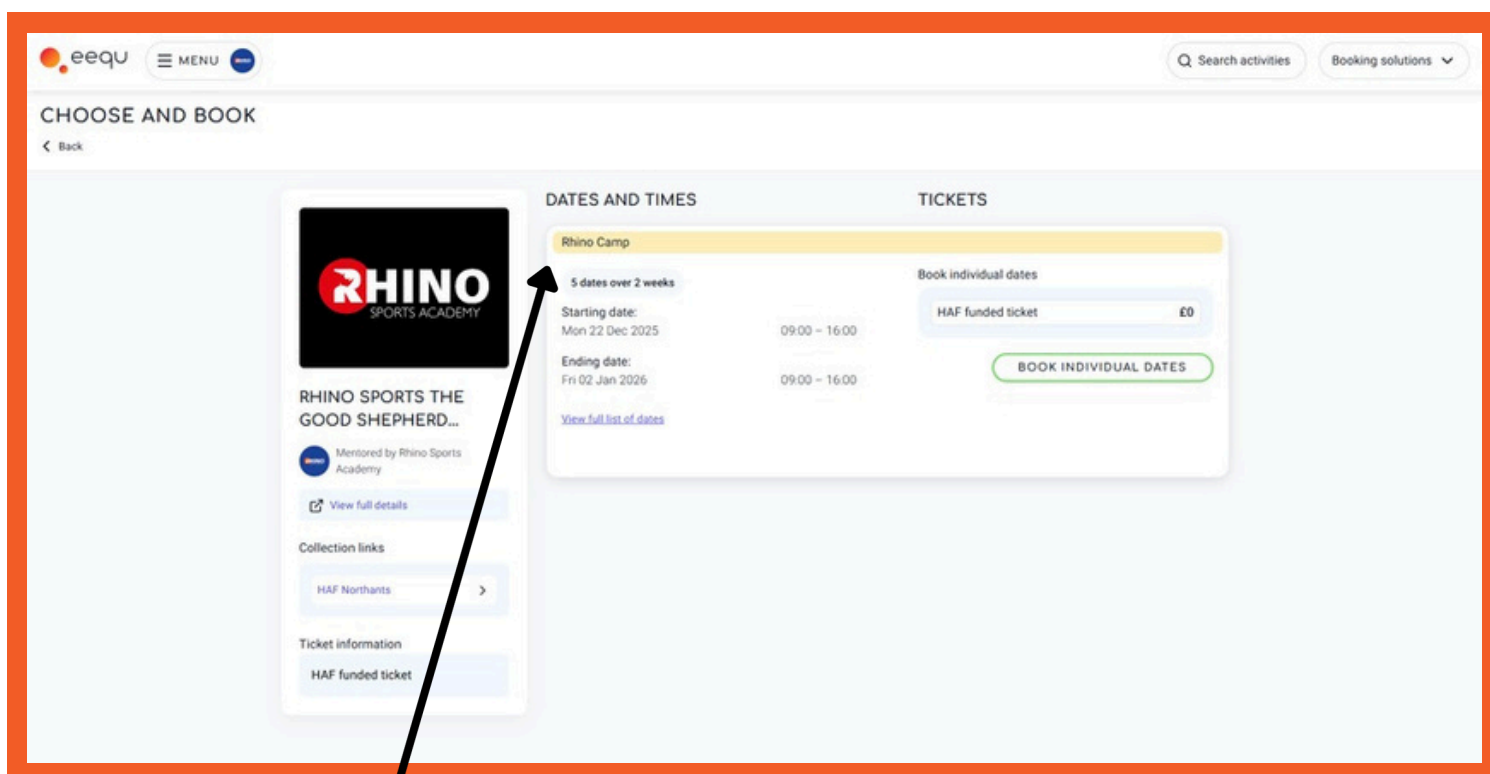 eequ
MENU
Search activities
Booking solutions
CHOOSE AND BOOK
Back
RHINO
SPORTS ACADEMY
RHINO SPORTS THE
GOOD SHEPHERD...
Mentored by Rhino Sports
Academy
View full details
Collection links
HAF Northants
Ticket information
HAF funded ticket
DATES AND TIMES
TICKETS
Rhino Camp
5 dates over 2 weeks
Starting date:
Mon 22 Dec 2025 09:00 – 16:00
Ending date:
Fri 02 Jan 2026 09:00 – 16:00
View full list of dates
Book individual dates
HAF funded ticket £0
BOOK INDIVIDUAL DATES